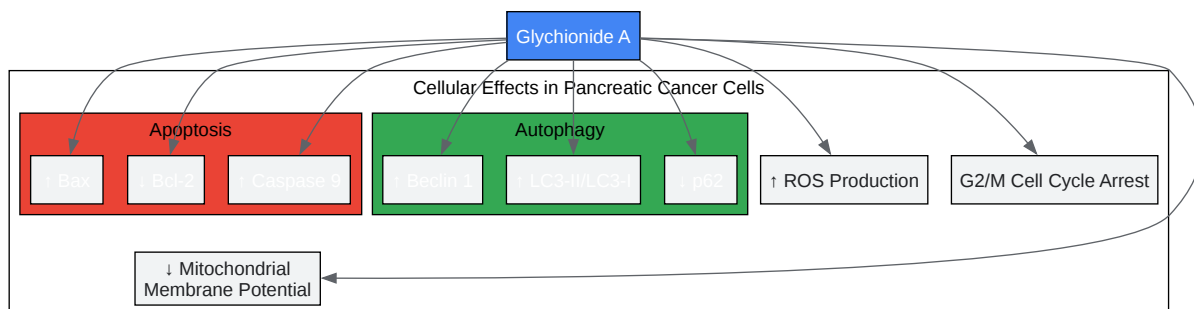 Glychionide A
Cellular Effects in Pancreatic Cancer Cells
Apoptosis
Autophagy
↑ Bax
↓ Bcl-2
↑ Caspase 9
↑ Beclin 1
↑ LC3-II/LC3-I
↓ p62
↑ ROS Production
G2/M Cell Cycle Arrest
↓ Mitochondrial
Membrane Potential